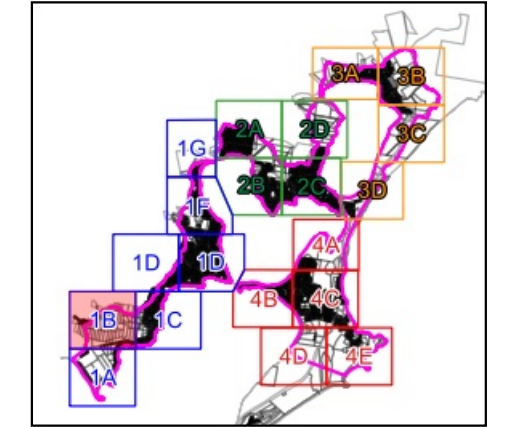 3A 3B
2A 2D 3C
1G
2B 2C 3D
1F
4A
1D 1D
4B 4C
1B 1C
4D 4E
1A